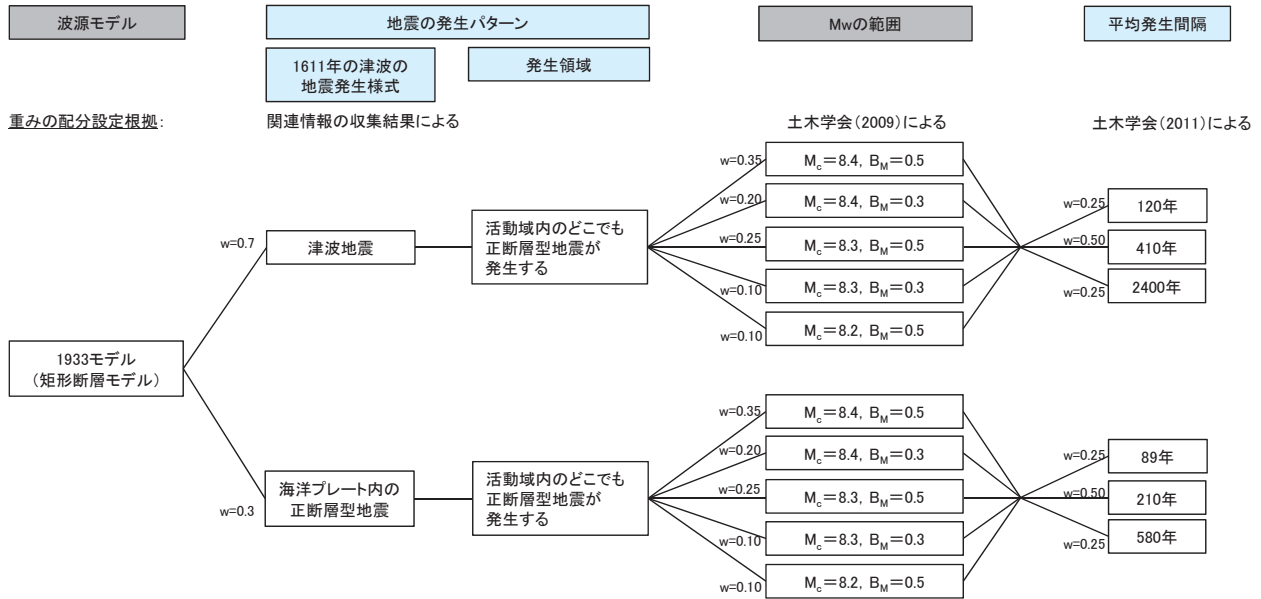 波源モデル
地震の発生パターン
Mwの範囲
平均発生間隔
1611年の津波の
地震発生様式
発生領域
重みの配分設定根拠:
関連情報の収集結果による
土木学会(2009)による
土木学会(2011)による
1933モデル
(矩形断層モデル)
w=0.7
津波地震
活動域内のどこでも
正断層型地震が
発生する
w=0.35
Mc=8.4, BM=0.5
w=0.20
Mc=8.4, BM=0.3
w=0.25
Mc=8.3, BM=0.5
w=0.10
Mc=8.3, BM=0.3
w=0.10
Mc=8.2, BM=0.5
w=0.25
120年
w=0.50
410年
w=0.25
2400年
w=0.3
海洋プレート内の
正断層型地震
活動域内のどこでも
正断層型地震が
発生する
w=0.35
Mc=8.4, BM=0.5
w=0.20
Mc=8.4, BM=0.3
w=0.25
Mc=8.3, BM=0.5
w=0.10
Mc=8.3, BM=0.3
w=0.10
Mc=8.2, BM=0.5
w=0.25
89年
w=0.50
210年
w=0.25
580年